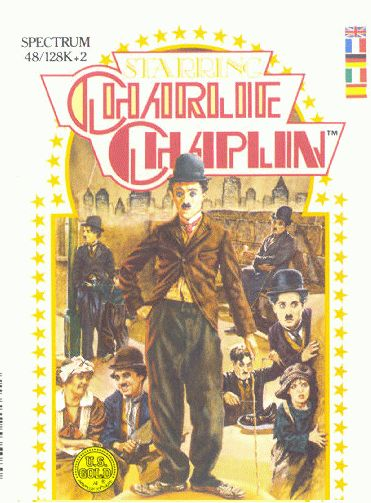 SPECTRUM
48/128K+2
STARRING
CHARLIE
CHAPLIN™
U.S.
GOLD